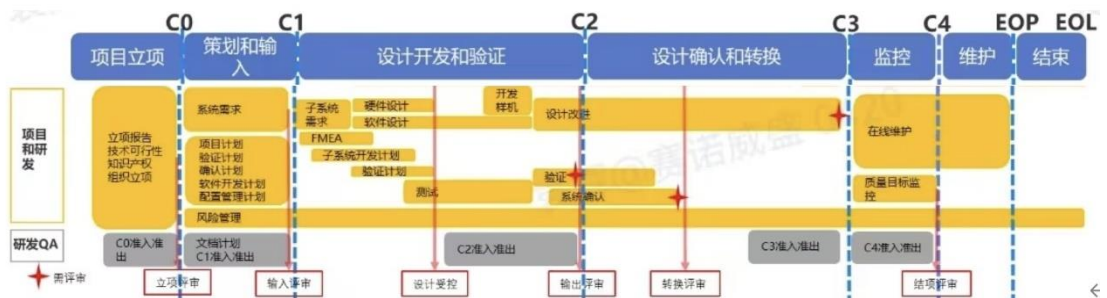 C0
C1
C2
C3
C4
EOP
EOL
项目立项
策划和输
入
设计开发和验证
设计确认和转换
监控
维护
结束
项目
和研
发
立项报告
技术可行性
知识产权
组织立项
系统需求
项目计划
验证计划
确认计划
软件开发计划
配置管理计划
子系统
需求
硬件设计
软件设计
开发
样机
设计改进
FMEA
子系统开发计划
验证计划
测试
验证
系统确认
在线维护
质量目标监
控
风险管理
研发QA
C0准入准
出
文档计划
C1准入准出
C2准入准出
C3准入准出
C4准入准出
需评审
立项评审
输入评审
设计受控
输出评审
转换评审
结项评审
@赛诺威盛